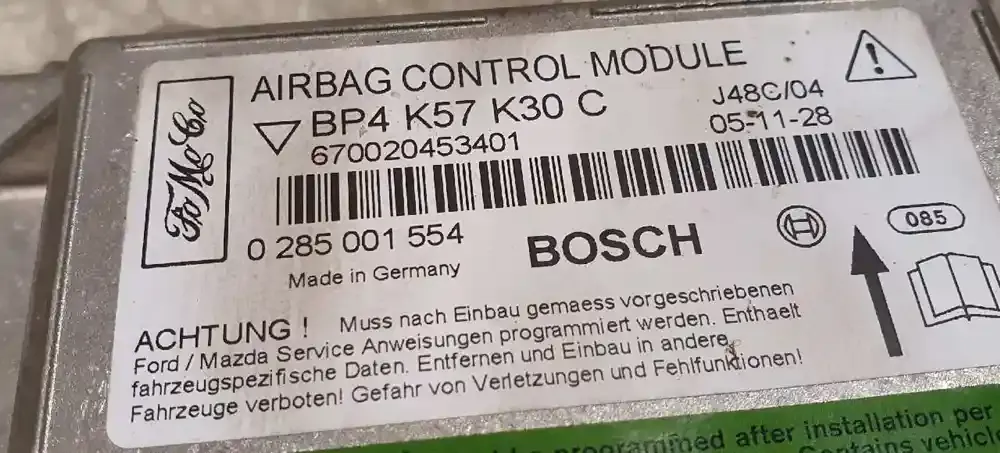 FoMoCo
AIRBAG CONTROL MODULE
BP4 K57 K30 C
J48C/04
670020453401
05-11-28
0 285 001 554
BOSCH
085
Made in Germany
ACHTUNG ! Muss nach Einbau gemaess vorgeschriebenen
Ford / Mazda Service Anweisungen programmiert werden. Enthaelt
fahrzeugspezifische Daten. Entfernen und Einbau in andere
Fahrzeuge verboten! Gefahr von Verletzungen und Fehlfunktionen!
programmed after installation per
vehicle